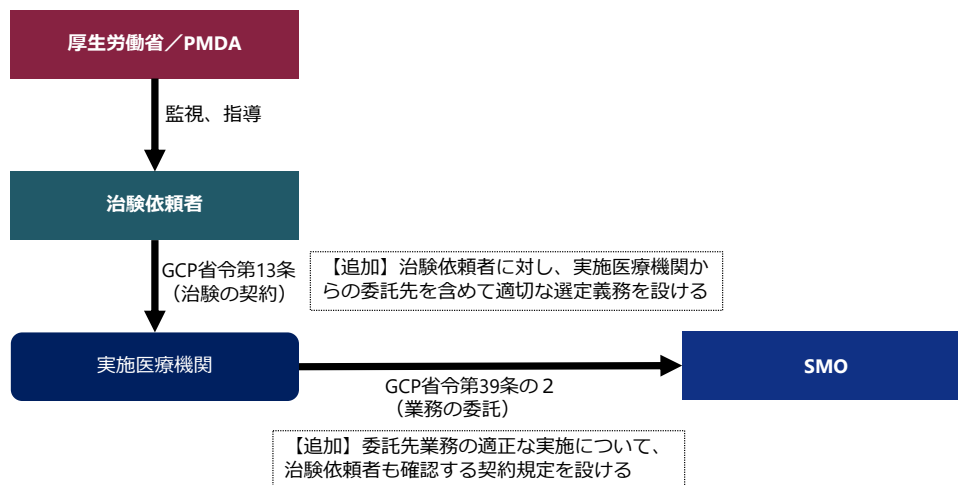 厚生労働省／PMDA
監視、指導
治験依頼者
GCP省令第13条
（治験の契約）
【追加】治験依頼者に対し、実施医療機関か
らの委託先を含めて適切な選定義務を設ける
実施医療機関
SMO
GCP省令第39条の２
（業務の委託）
【追加】委託先業務の適正な実施について、
治験依頼者も確認する契約規定を設ける